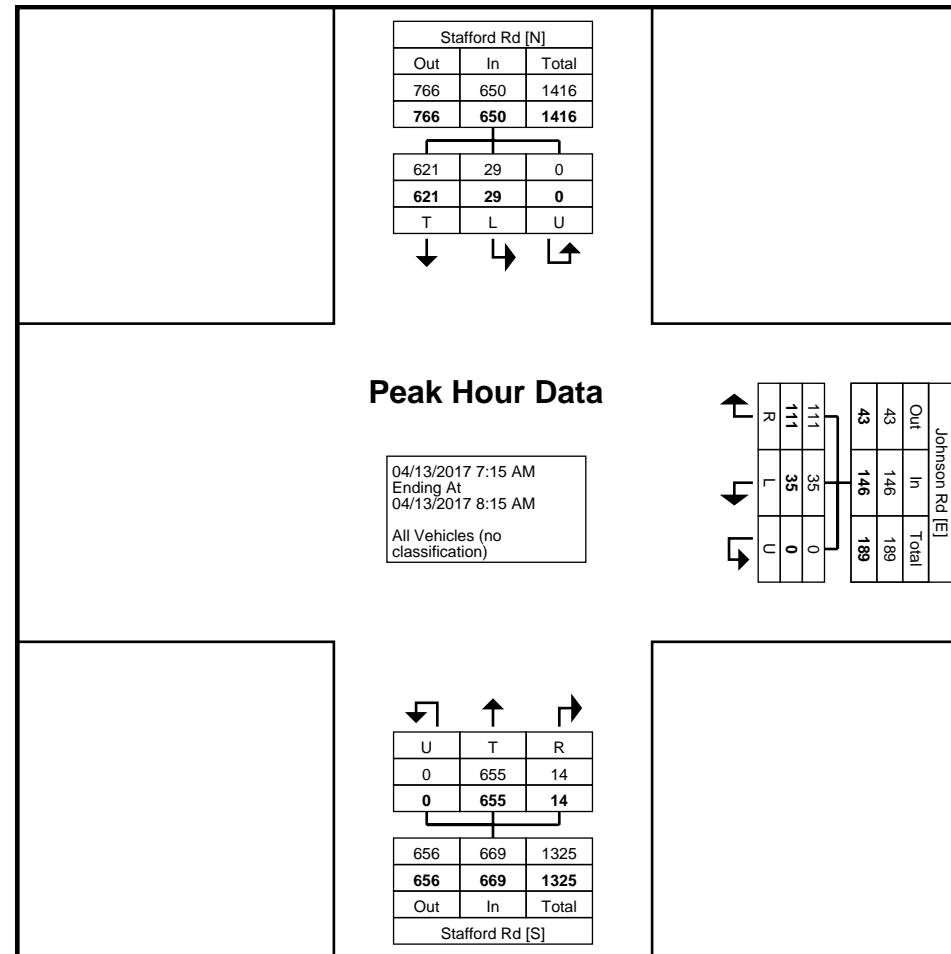 Stafford Rd [N]
Out In Total
766 650 1416
766 650 1416
621 29 0
621 29 0
T L U
Peak Hour Data
04/13/2017 7:15 AM
Ending At
04/13/2017 8:15 AM
All Vehicles (no
classification)
Johnson Rd [E]
Out In Total
43 146 189
43 146 189
111 35 0
111 35 0
R L U
U T R
0 655 14
0 655 14
656 669 1325
656 669 1325
Out In Total
Stafford Rd [S]